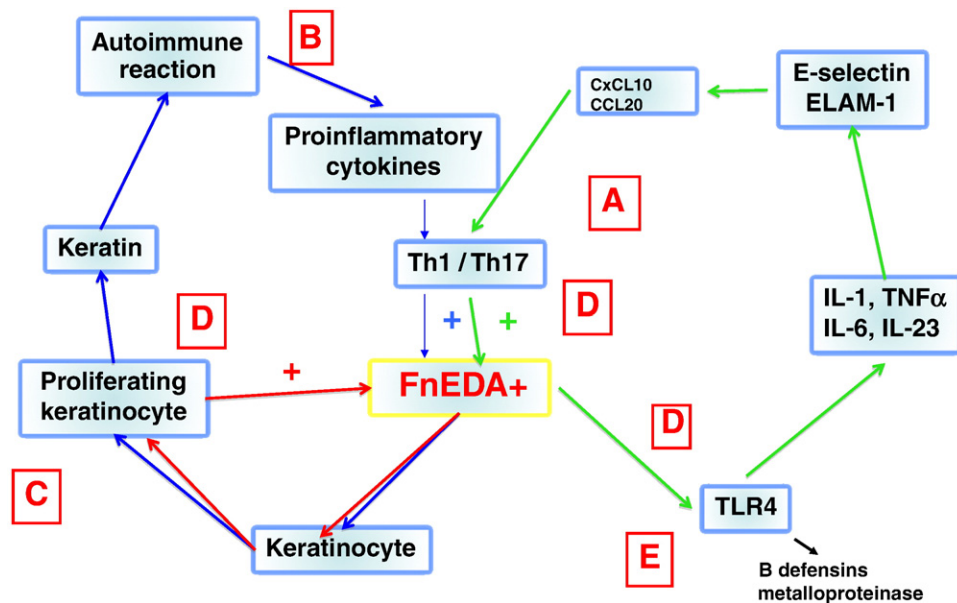 Autoimmune
reaction
B
CxCL10
CCL20
E-selectin
ELAM-1
Proinflammatory
cytokines
A
Keratin
Th1 / Th17
D
IL-1, TNFα
IL-6, IL-23
D
+ +
Proliferating
keratinocyte
+
FnEDA+
D
C
TLR4
Keratinocyte
E
B defensins
metalloproteinase